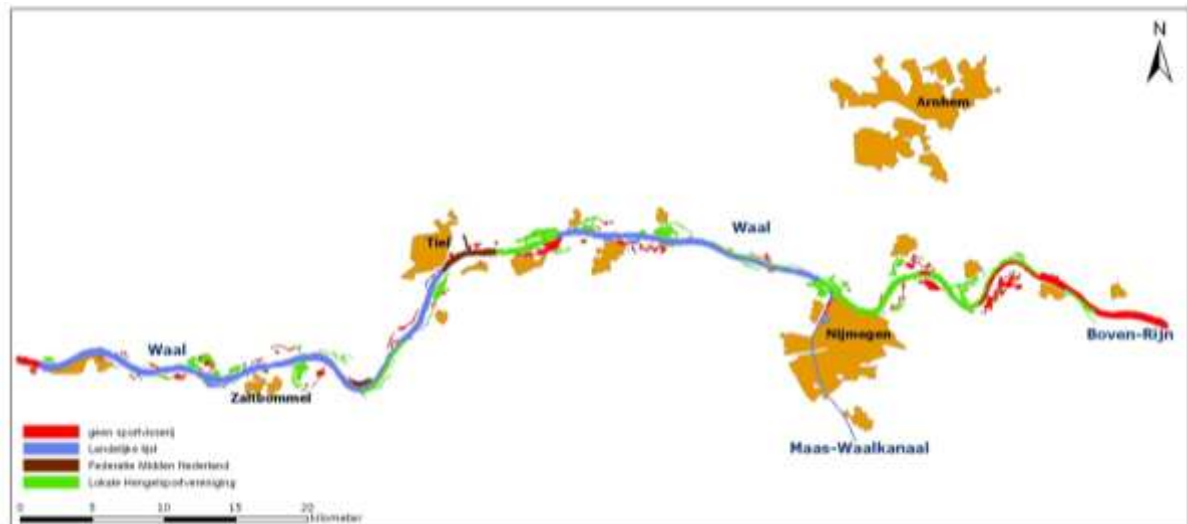 N
Arnhem
Waal
Tiel
Nijmegen
Boven-Rijn
Waal
Zaltbommel
Maas-Waalkanaal
geen sportvisserij
Landelijke lijst
Federatie Midden Nederland
Lokale Hengelsportvereniging
0 5 10 15 20
kilometer